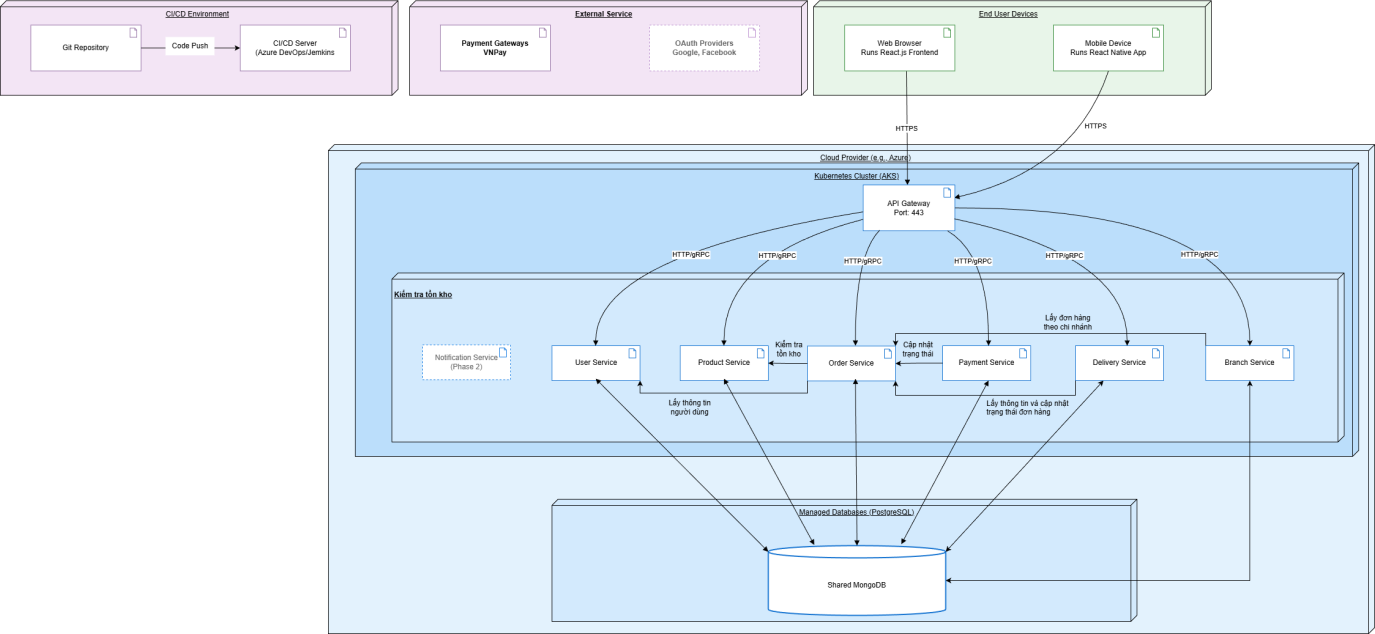 CI/CD Environment
Git Repository
Code Push
CI/CD Server
(Azure DevOps/Jemkins
External Service
Payment Gateways
VNPay
OAuth Providers
Google, Facebook
End User Devices
Web Browser
Runs React.js Frontend
Mobile Device
Runs React Native App
HTTPS
HTTPS
Cloud Provider (e.g., Azure)
Kubernetes Cluster (AKS)
API Gateway
Port: 443
HTTP/gRPC
HTTP/gRPC
HTTP/gRPC
HTTP/gRPC
HTTP/gRPC
HTTP/gRPC
Kiểm tra tồn kho
Lấy đơn hàng
theo chi nhánh
Kiểm tra
tồn kho
Cập nhật
trạng thái
Notification Service
(Phase 2)
User Service
Product Service
Order Service
Payment Service
Delivery Service
Branch Service
Lấy thông tin
người dùng
Lấy thông tin và cập nhật
trạng thái đơn hàng
Managed Databases (PostgreSQL)
Shared MongoDB